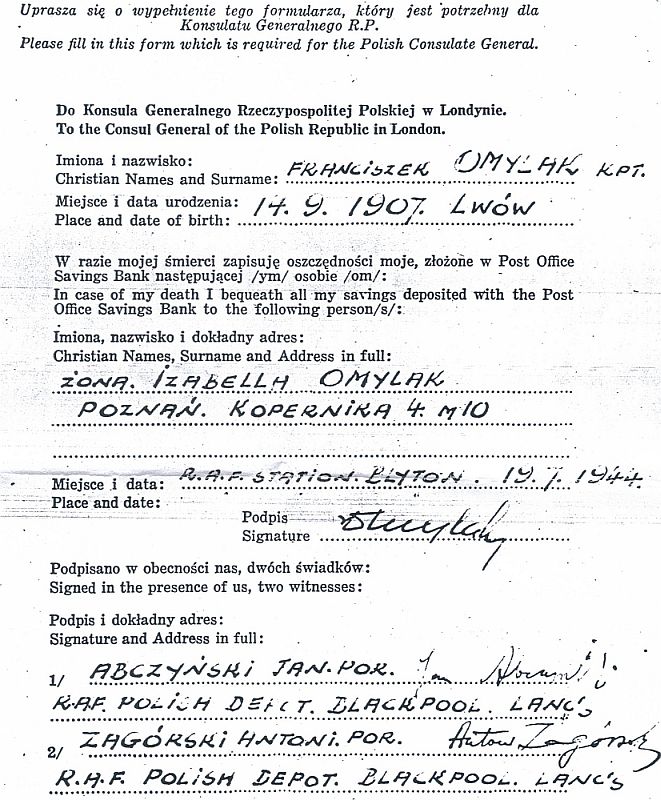 Uprasza się o wypełnienie tego formularza, który jest potrzebny dla
Konsulatu Generalnego R.P.
Please fill in this form which is required for the Polish Consulate General.
Do Konsula Generalnego Rzeczypospolitej Polskiej w Londynie.
To the Consul General of the Polish Republic in London.
Imiona i nazwisko:
Christian Names and Surname: FRANCISZEK OMYLAK KPT.
Miejsce i data urodzenia:
Place and date of birth: 14. 9. 1907. LWÓW
W razie mojej śmierci zapisuję oszczędności moje, złożone w Post Office
Savings Bank następującej /ym/ osobie /om/:
In case of my death I bequeath all my savings deposited with the Post
Office Savings Bank to the following person/s/:
Imiona, nazwisko i dokładny adres:
Christian Names, Surname and Address in full:
ŻONA. IZABELLA OMYLAK
POZNAŃ. KOPERNIKA 4. M 10
Miejsce i data: R.A.F. STATION. BLYTON. 19. 1. 1944.
Place and date:
Podpis
Signature Omylak
Podpisano w obecności nas, dwóch świadków:
Signed in the presence of us, two witnesses:
Podpis i dokładny adres:
Signature and Address in full:
1/ ABCZYŃSKI JAN. POR. Jan
R.A.F. POLISH DEPOT. BLACKPOOL. LANC'S
2/ ZAGÓRSKI ANTONI. POR. Antoni Zagórski
R.A.F. POLISH DEPOT. BLACKPOOL. LANC'S